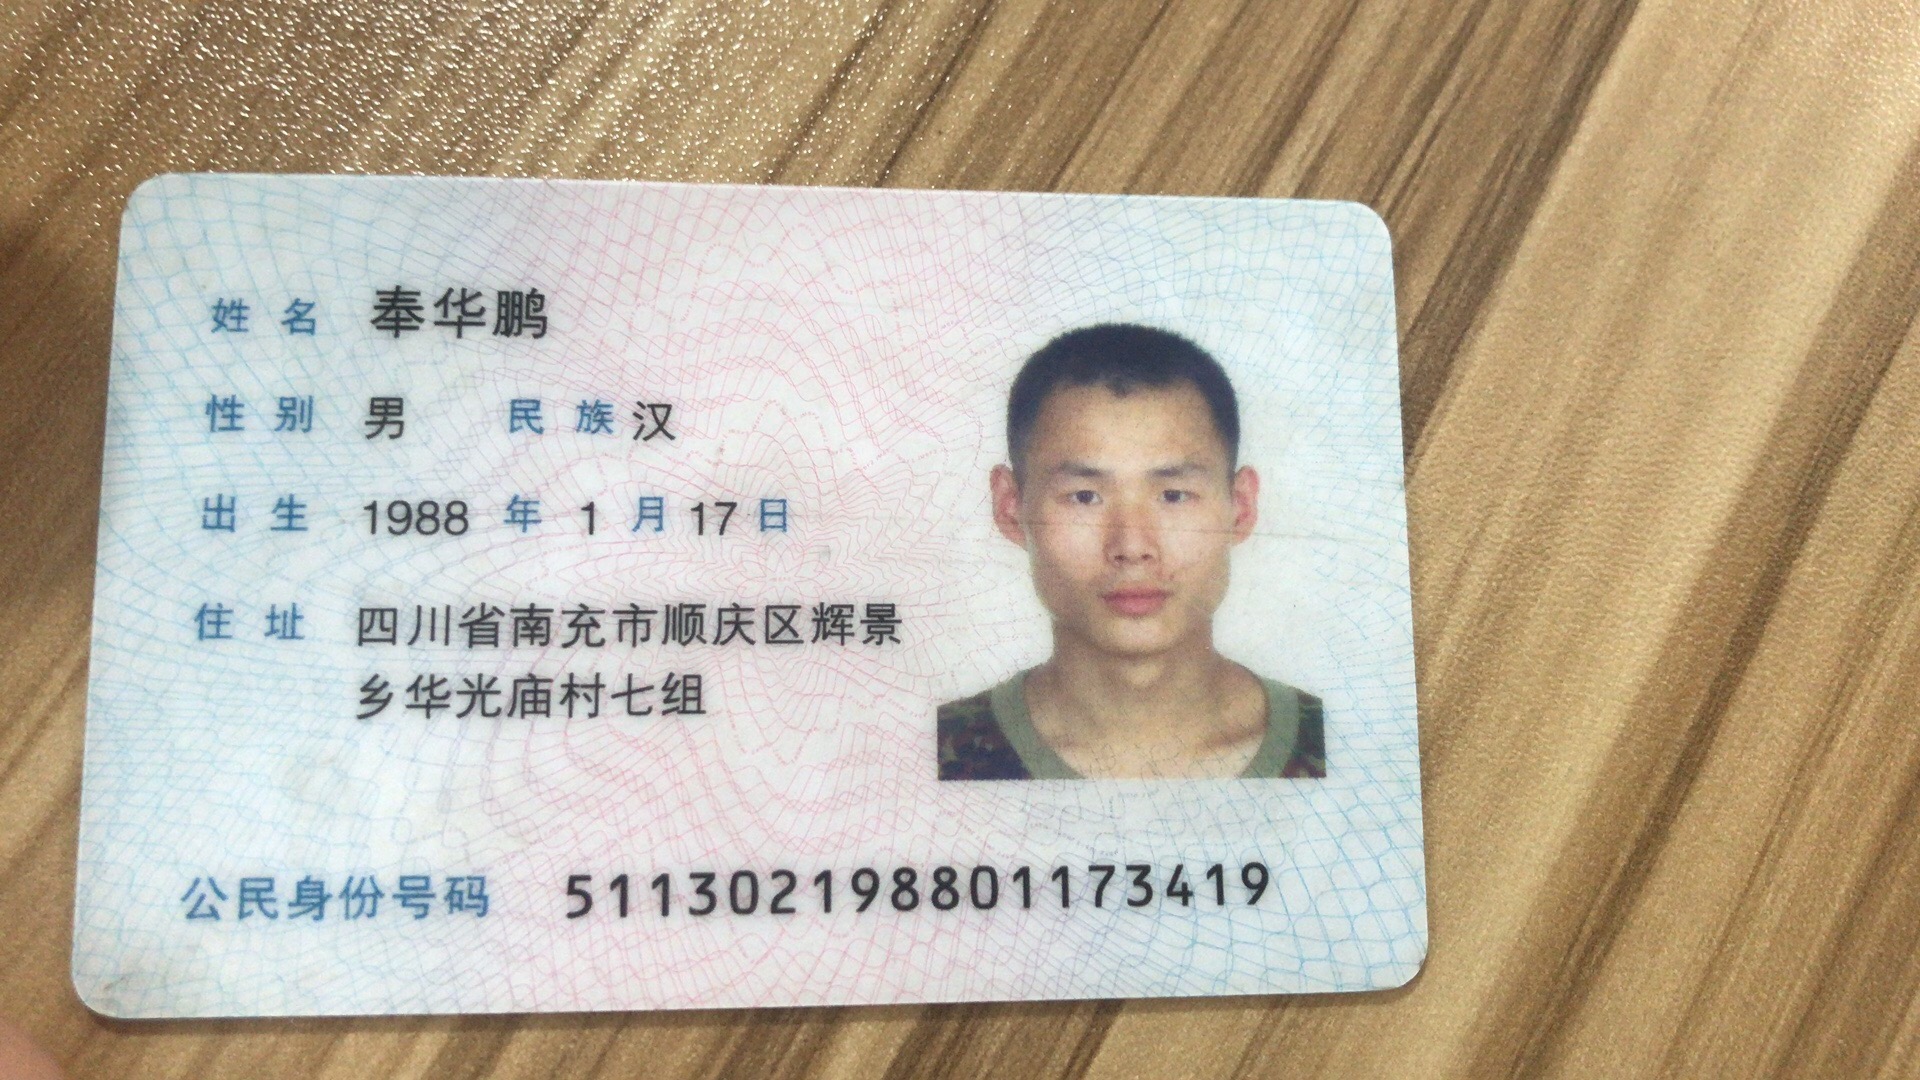 姓名 奉华鹏
性别 男 民族 汉
出生 1988 年 1 月 17 日
住址 四川省南充市顺庆区辉景
乡华光庙村七组
公民身份号码 511302198801173419